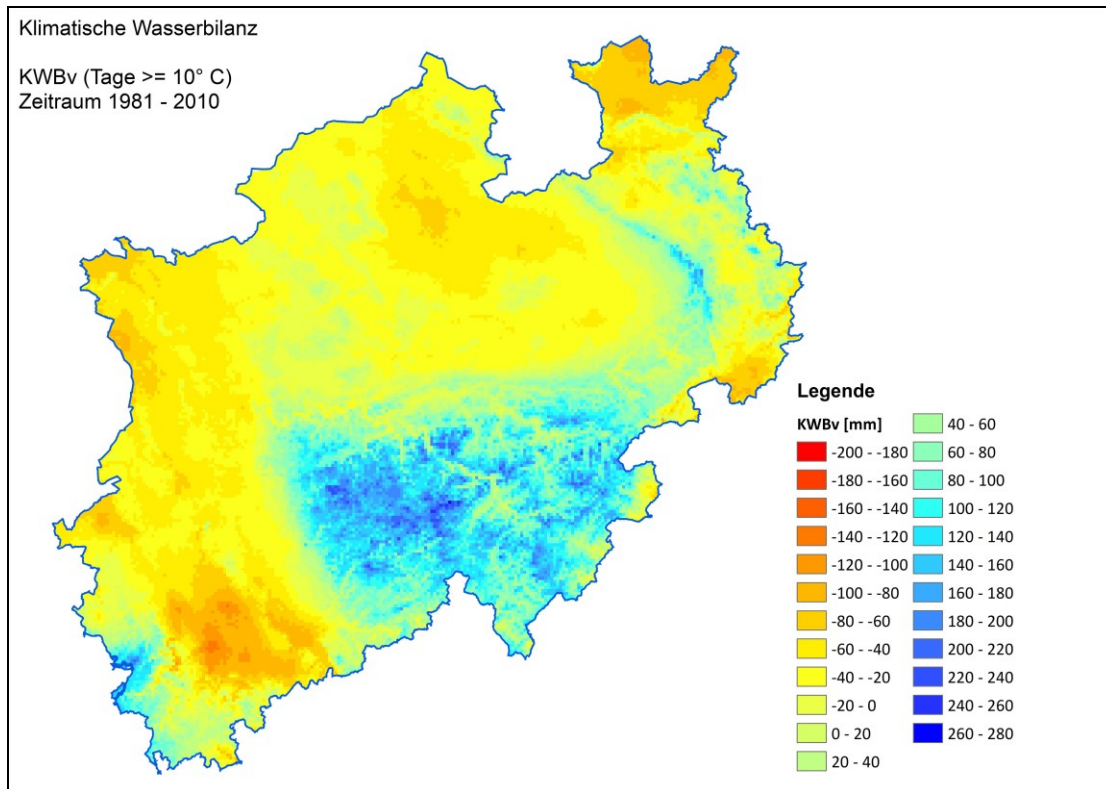 Klimatische Wasserbilanz
KWBv (Tage >= 10° C)
Zeitraum 1981 - 2010
Legende
KWBv [mm]
-200 - -180
-180 - -160
-160 - -140
-140 - -120
-120 - -100
-100 - -80
-80 - -60
-60 - -40
-40 - -20
-20 - 0
0 - 20
20 - 40
40 - 60
60 - 80
80 - 100
100 - 120
120 - 140
140 - 160
160 - 180
180 - 200
200 - 220
220 - 240
240 - 260
260 - 280